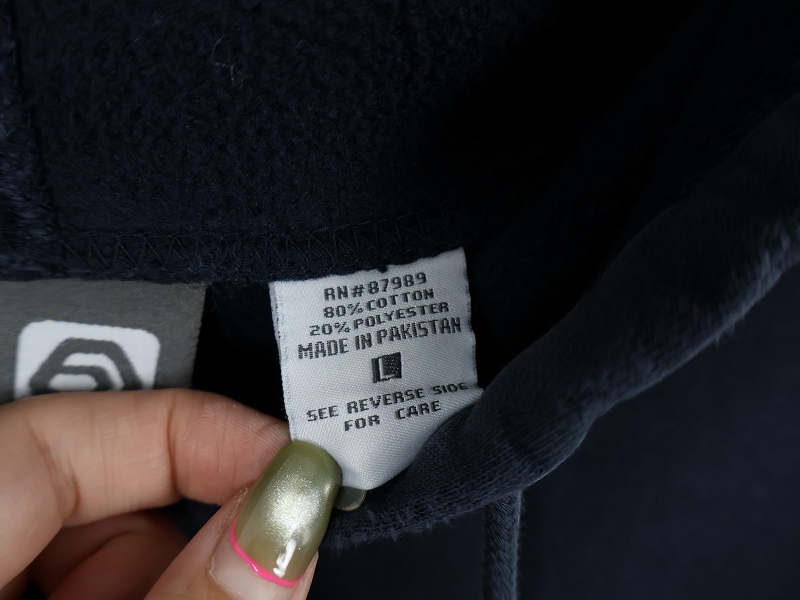 RN#87989
80% COTTON
20% POLYESTER
MADE IN PAKISTAN
L
SEE REVERSE SIDE
FOR CARE